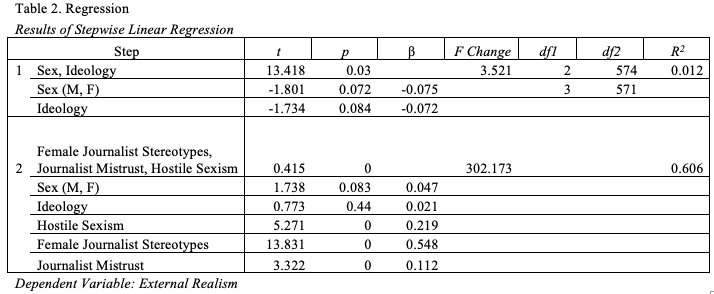 Table 2. Regression
Results of Stepwise Linear Regression
Step t p β F Change df1 df2 R²
1 Sex, Ideology 13.418 0.03 3.521 2 574 0.012
Sex (M, F) -1.801 0.072 -0.075 3 571
Ideology -1.734 0.084 -0.072
Female Journalist Stereotypes,
2 Journalist Mistrust, Hostile Sexism 0.415 0 302.173 0.606
Sex (M, F) 1.738 0.083 0.047
Ideology 0.773 0.44 0.021
Hostile Sexism 5.271 0 0.219
Female Journalist Stereotypes 13.831 0 0.548
Journalist Mistrust 3.322 0 0.112
Dependent Variable: External Realism